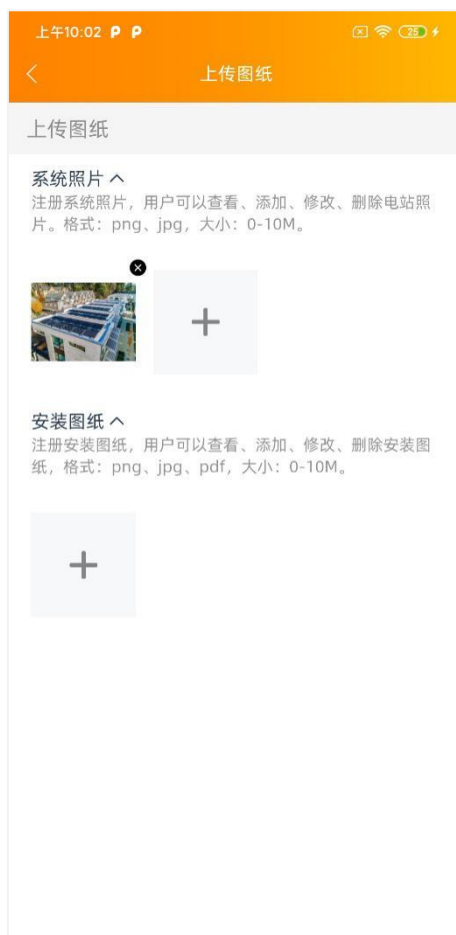 上午10:02
25
上传图纸
上传图纸
系统照片
注册系统照片，用户可以查看、添加、修改、删除电站照
片。格式：png、jpg，大小：0-10M。
安装图纸
注册安装图纸，用户可以查看、添加、修改、删除安装图
纸，格式：png、jpg、pdf，大小：0-10M。